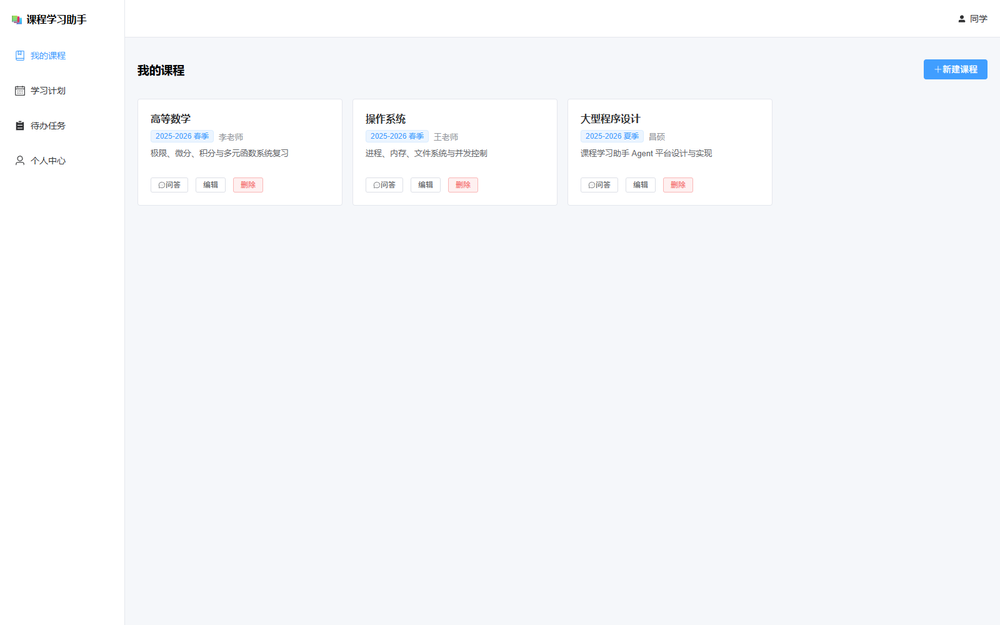 课程学习助手
同学
我的课程
学习计划
待办任务
个人中心
我的课程
新建课程
高等数学
2025-2026 春季 李老师
极限、微分、积分与多元函数系统复习
问答 编辑 删除
操作系统
2025-2026 春季 王老师
进程、内存、文件系统与并发控制
问答 编辑 删除
大型程序设计
2025-2026 夏季 昌硕
课程学习助手 Agent 平台设计与实现
问答 编辑 删除